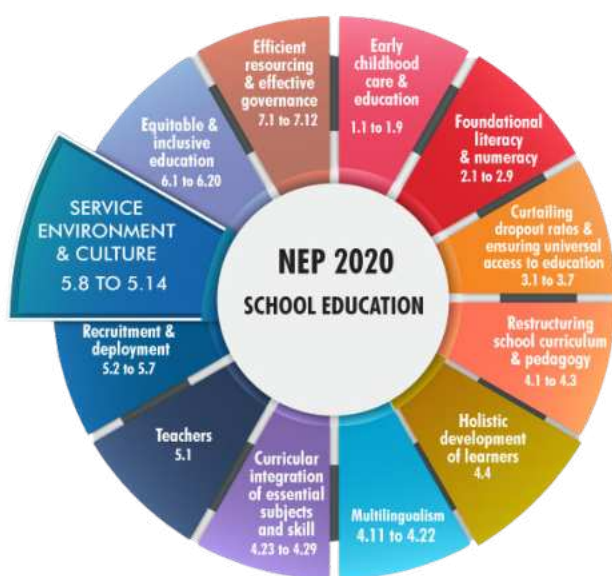 NEP 2020
SCHOOL EDUCATION
Early
childhood
care &
education
1.1 to 1.9
Foundational
literacy
& numeracy
2.1 to 2.9
Curtailing
dropout rates &
ensuring universal
access to education
3.1 to 3.7
Restructuring
school curriculum
& pedagogy
4.1 to 4.3
Holistic
development
of learners
4.4
Multilingualism
4.11 to 4.22
Curricular
integration
of essential
subjects
and skill
4.23 to 4.29
Teachers
5.1
Recruitment &
deployment
5.2 to 5.7
SERVICE
ENVIRONMENT
& CULTURE
5.8 TO 5.14
Equitable &
inclusive
education
6.1 to 6.20
Efficient
resourcing
& effective
governance
7.1 to 7.12